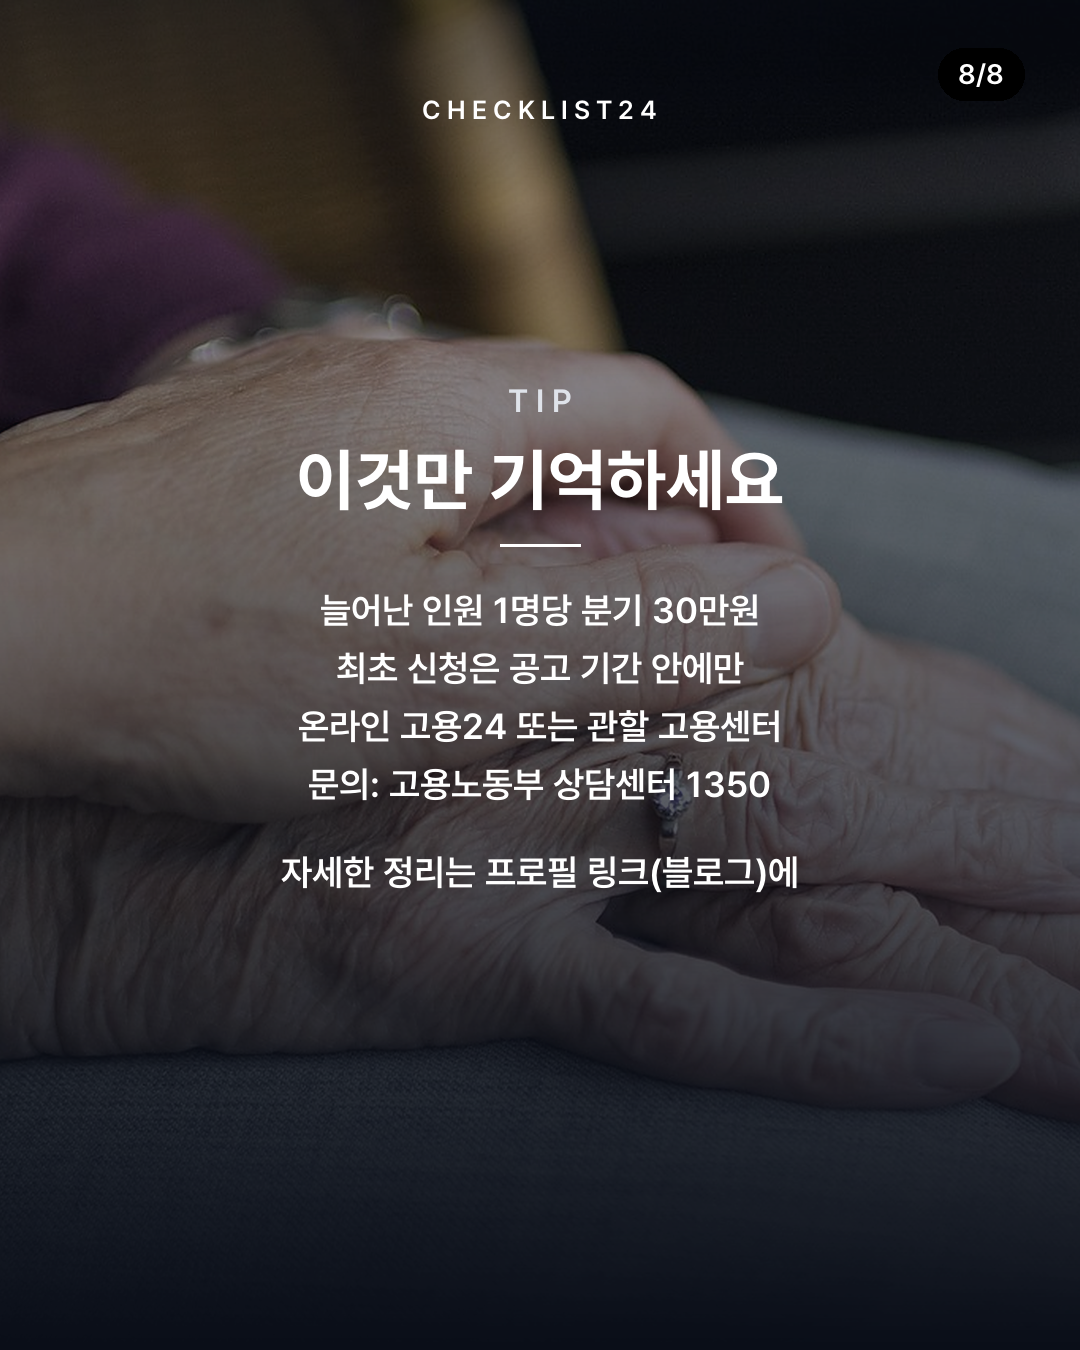 8/8
CHECKLIST24
TIP
이것만 기억하세요
늘어난 인원 1명당 분기 30만원
최초 신청은 공고 기간 안에만
온라인 고용24 또는 관할 고용센터
문의: 고용노동부 상담센터 1350
자세한 정리는 프로필 링크(블로그)에